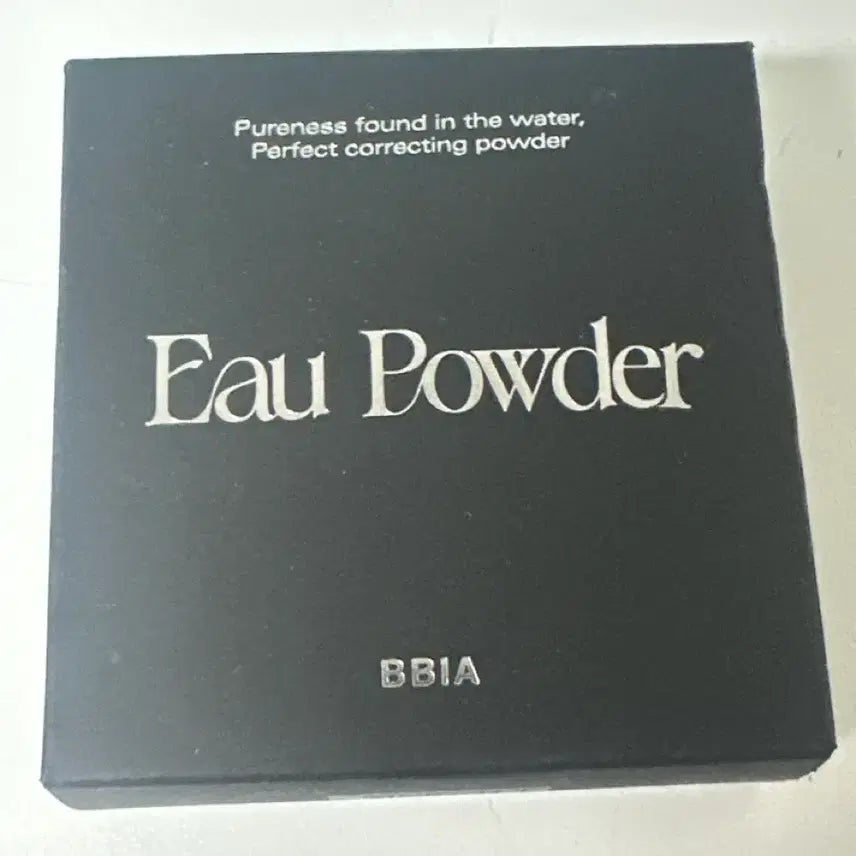 Pureness found in the water,
Perfect correcting powder
Eau Powder
BBIA